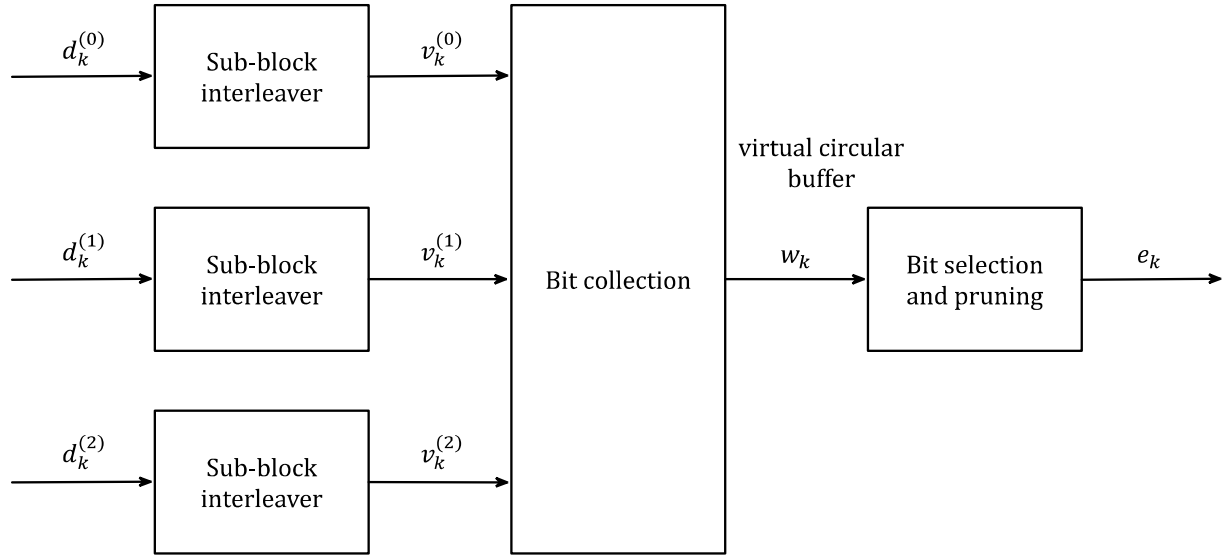 d_k^{(0)}
Sub-block
interleaver
v_k^{(0)}
virtual circular
buffer
d_k^{(1)}
Sub-block
interleaver
v_k^{(1)}
Bit collection
w_k
Bit selection
and pruning
e_k
d_k^{(2)}
Sub-block
interleaver
v_k^{(2)}